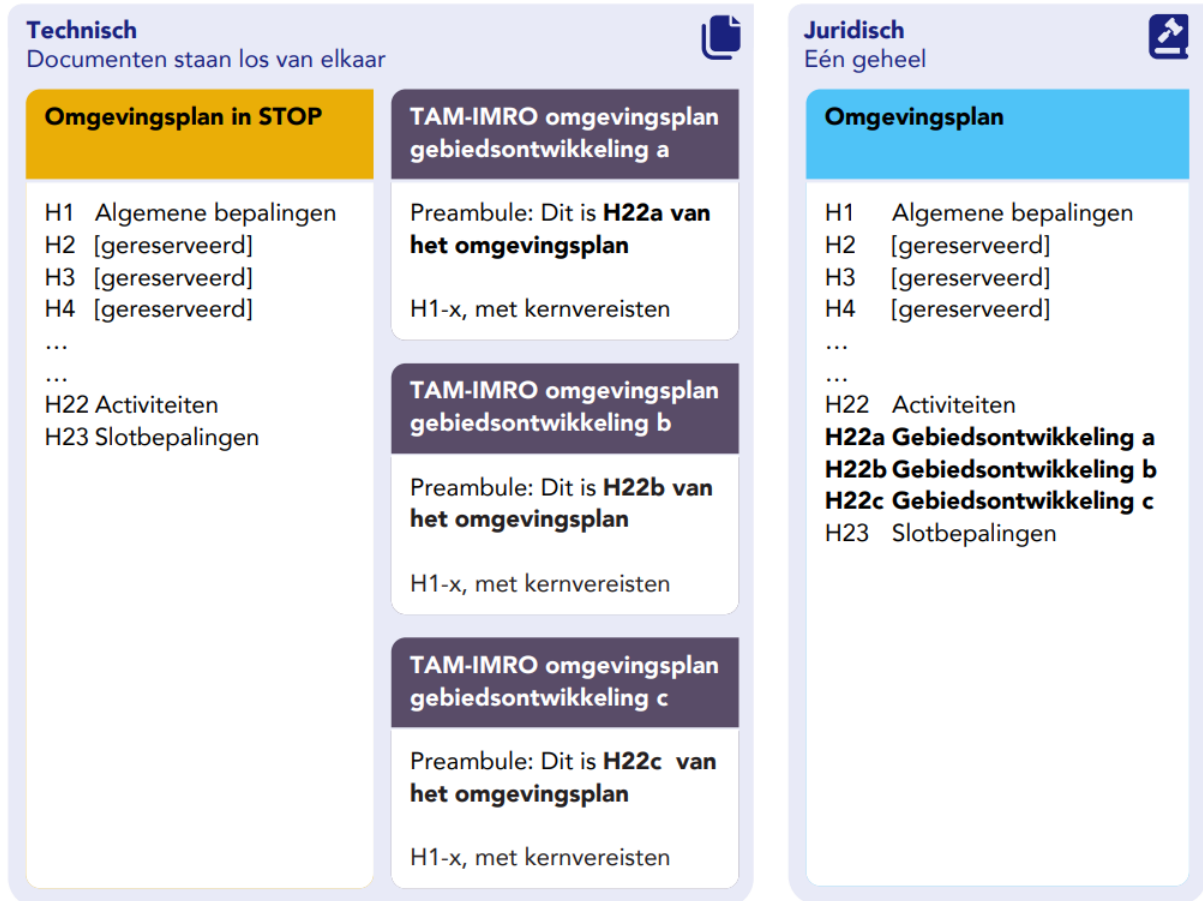 Technisch
Documenten staan los van elkaar
Omgevingsplan in STOP
H1 Algemene bepalingen
H2 [gereserveerd]
H3 [gereserveerd]
H4 [gereserveerd]
...
...
H22 Activiteiten
H23 Slotbepalingen
TAM-IMRO omgevingsplan
gebiedsontwikkeling a
Preambule: Dit is H22a van
het omgevingsplan
H1-x, met kernvereisten
TAM-IMRO omgevingsplan
gebiedsontwikkeling b
Preambule: Dit is H22b van
het omgevingsplan
H1-x, met kernvereisten
TAM-IMRO omgevingsplan
gebiedsontwikkeling c
Preambule: Dit is H22c van
het omgevingsplan
H1-x, met kernvereisten
Juridisch
Eén geheel
Omgevingsplan
H1 Algemene bepalingen
H2 [gereserveerd]
H3 [gereserveerd]
H4 [gereserveerd]
...
...
H22 Activiteiten
H22a Gebiedsontwikkeling a
H22b Gebiedsontwikkeling b
H22c Gebiedsontwikkeling c
H23 Slotbepalingen